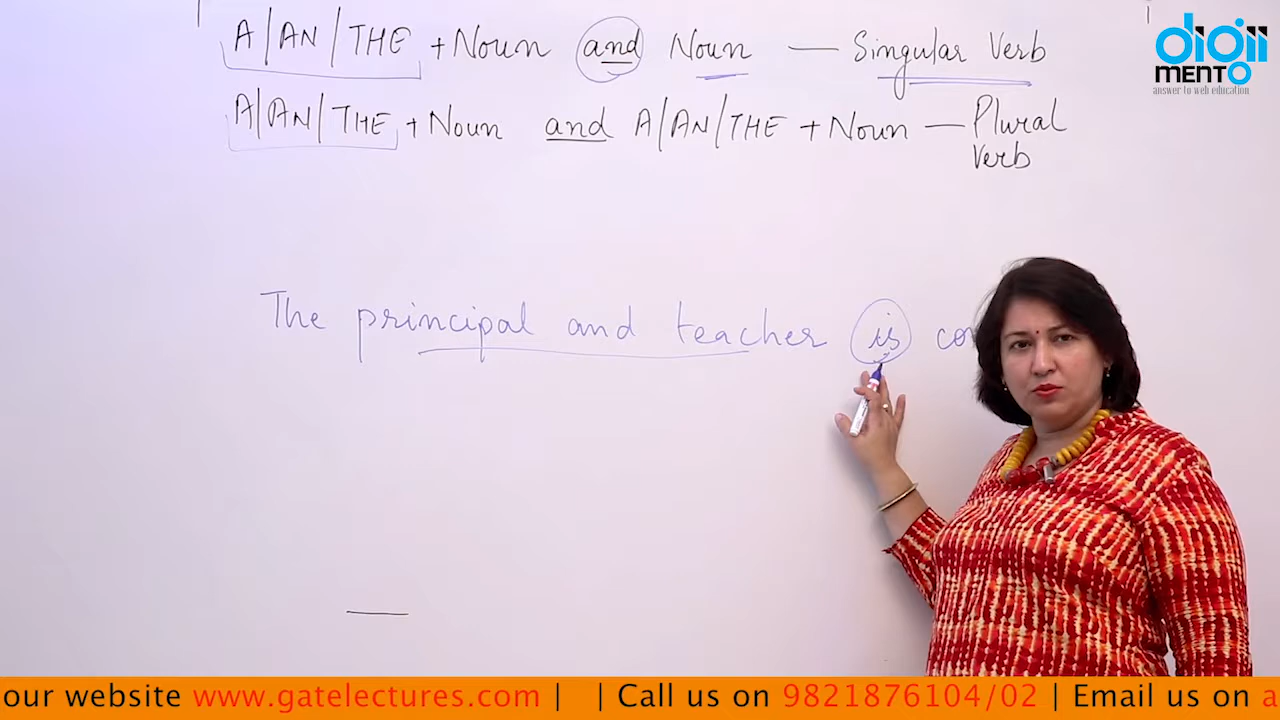 A/AN/THE + Noun and Noun — Singular Verb
A/AN/THE + Noun and A/AN/THE + Noun — Plural
Verb
The principal and teacher is
digii
MENTO
answer to web education
our website www.gatelectures.com | | Call us on 9821876104/02 | Email us on a